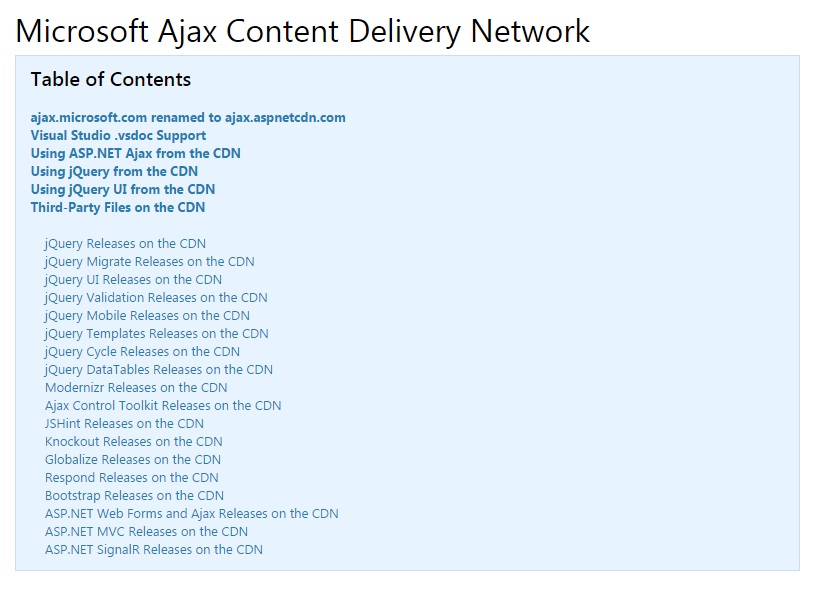 Microsoft Ajax Content Delivery Network
Table of Contents
ajax.microsoft.com renamed to ajax.aspnetcdn.com
Visual Studio .vsdoc Support
Using ASP.NET Ajax from the CDN
Using jQuery from the CDN
Using jQuery UI from the CDN
Third-Party Files on the CDN
jQuery Releases on the CDN
jQuery Migrate Releases on the CDN
jQuery UI Releases on the CDN
jQuery Validation Releases on the CDN
jQuery Mobile Releases on the CDN
jQuery Templates Releases on the CDN
jQuery Cycle Releases on the CDN
jQuery DataTables Releases on the CDN
Modernizr Releases on the CDN
Ajax Control Toolkit Releases on the CDN
JSHint Releases on the CDN
Knockout Releases on the CDN
Globalize Releases on the CDN
Respond Releases on the CDN
Bootstrap Releases on the CDN
ASP.NET Web Forms and Ajax Releases on the CDN
ASP.NET MVC Releases on the CDN
ASP.NET SignalR Releases on the CDN